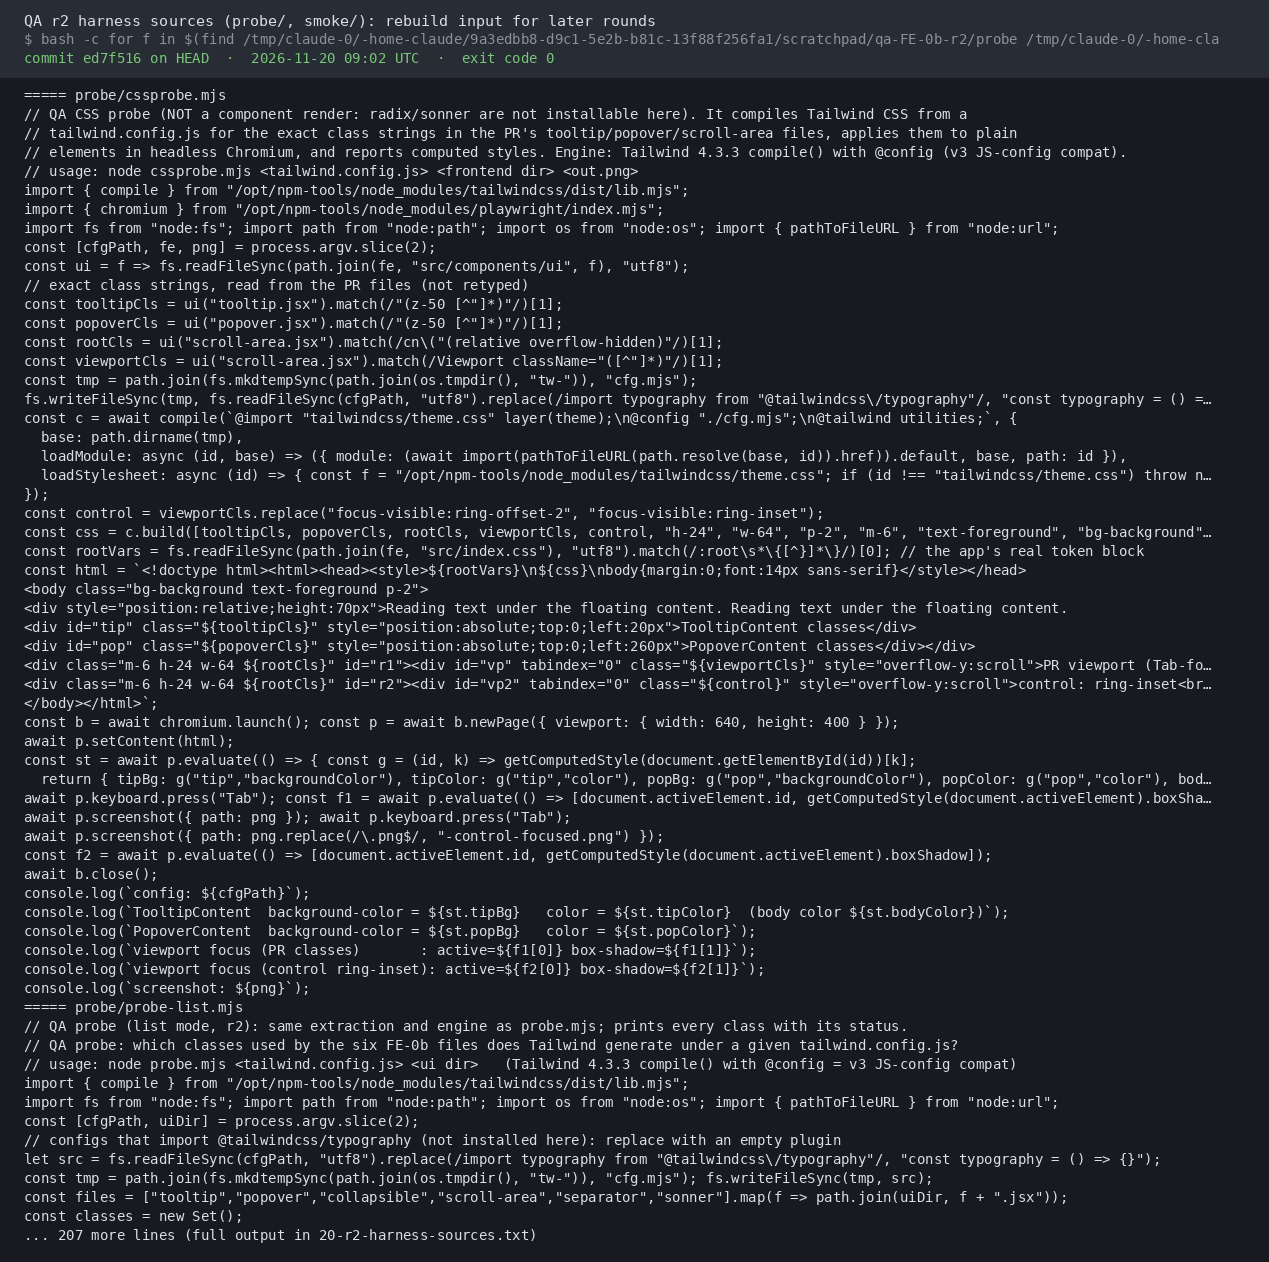 QA r2 harness sources (probe/, smoke/): rebuild input for later rounds
$ bash -c for f in $(find /tmp/claude-0/-home-claude/9a3edbb8-d9c1-5e2b-b81c-13f88f256fa1/scratchpad/qa-FE-0b-r2/probe /tmp/claude-0/-home-cla
commit ed7f516 on HEAD  ·  2026-11-20 09:02 UTC  ·  exit code 0
===== probe/cssprobe.mjs
// QA CSS probe (NOT a component render: radix/sonner are not installable here). It compiles Tailwind CSS from a
// tailwind.config.js for the exact class strings in the PR's tooltip/popover/scroll-area files, applies them to plain
// elements in headless Chromium, and reports computed styles. Engine: Tailwind 4.3.3 compile() with @config (v3 JS-config compat).
// usage: node cssprobe.mjs <tailwind.config.js> <frontend dir> <out.png>
import { compile } from "/opt/npm-tools/node_modules/tailwindcss/dist/lib.mjs";
import { chromium } from "/opt/npm-tools/node_modules/playwright/index.mjs";
import fs from "node:fs"; import path from "node:path"; import os from "node:os"; import { pathToFileURL } from "node:url";
const [cfgPath, fe, png] = process.argv.slice(2);
const ui = f => fs.readFileSync(path.join(fe, "src/components/ui", f), "utf8");
// exact class strings, read from the PR files (not retyped)
const tooltipCls = ui("tooltip.jsx").match(/"(z-50 [^"]*)"/)[1];
const popoverCls = ui("popover.jsx").match(/"(z-50 [^"]*)"/)[1];
const rootCls = ui("scroll-area.jsx").match(/cn\("(relative overflow-hidden)"/)[1];
const viewportCls = ui("scroll-area.jsx").match(/Viewport className="([^"]*)"/)[1];
const tmp = path.join(fs.mkdtempSync(path.join(os.tmpdir(), "tw-")), "cfg.mjs");
fs.writeFileSync(tmp, fs.readFileSync(cfgPath, "utf8").replace(/import typography from "@tailwindcss\/typography"/, "const typography = () =…
const c = await compile(`@import "tailwindcss/theme.css" layer(theme);\n@config "./cfg.mjs";\n@tailwind utilities;`, {
  base: path.dirname(tmp),
  loadModule: async (id, base) => ({ module: (await import(pathToFileURL(path.resolve(base, id)).href)).default, base, path: id }),
  loadStylesheet: async (id) => { const f = "/opt/npm-tools/node_modules/tailwindcss/theme.css"; if (id !== "tailwindcss/theme.css") throw n…
});
const control = viewportCls.replace("focus-visible:ring-offset-2", "focus-visible:ring-inset");
const css = c.build([tooltipCls, popoverCls, rootCls, viewportCls, control, "h-24", "w-64", "p-2", "m-6", "text-foreground", "bg-background"…
const rootVars = fs.readFileSync(path.join(fe, "src/index.css"), "utf8").match(/:root\s*\{[^}]*\}/)[0]; // the app's real token block
const html = `<!doctype html><html><head><style>${rootVars}\n${css}\nbody{margin:0;font:14px sans-serif}</style></head>
<body class="bg-background text-foreground p-2">
<div style="position:relative;height:70px">Reading text under the floating content. Reading text under the floating content.
<div id="tip" class="${tooltipCls}" style="position:absolute;top:0;left:20px">TooltipContent classes</div>
<div id="pop" class="${popoverCls}" style="position:absolute;top:0;left:260px">PopoverContent classes</div></div>
<div class="m-6 h-24 w-64 ${rootCls}" id="r1"><div id="vp" tabindex="0" class="${viewportCls}" style="overflow-y:scroll">PR viewport (Tab-fo…
<div class="m-6 h-24 w-64 ${rootCls}" id="r2"><div id="vp2" tabindex="0" class="${control}" style="overflow-y:scroll">control: ring-inset<br…
</body></html>`;
const b = await chromium.launch(); const p = await b.newPage({ viewport: { width: 640, height: 400 } });
await p.setContent(html);
const st = await p.evaluate(() => { const g = (id, k) => getComputedStyle(document.getElementById(id))[k];
  return { tipBg: g("tip","backgroundColor"), tipColor: g("tip","color"), popBg: g("pop","backgroundColor"), popColor: g("pop","color"), bod…
await p.keyboard.press("Tab"); const f1 = await p.evaluate(() => [document.activeElement.id, getComputedStyle(document.activeElement).boxSha…
await p.screenshot({ path: png }); await p.keyboard.press("Tab");
await p.screenshot({ path: png.replace(/\.png$/, "-control-focused.png") });
const f2 = await p.evaluate(() => [document.activeElement.id, getComputedStyle(document.activeElement).boxShadow]);
await b.close();
console.log(`config: ${cfgPath}`);
console.log(`TooltipContent  background-color = ${st.tipBg}   color = ${st.tipColor}  (body color ${st.bodyColor})`);
console.log(`PopoverContent  background-color = ${st.popBg}   color = ${st.popColor}`);
console.log(`viewport focus (PR classes)       : active=${f1[0]} box-shadow=${f1[1]}`);
console.log(`viewport focus (control ring-inset): active=${f2[0]} box-shadow=${f2[1]}`);
console.log(`screenshot: ${png}`);
===== probe/probe-list.mjs
// QA probe (list mode, r2): same extraction and engine as probe.mjs; prints every class with its status.
// QA probe: which classes used by the six FE-0b files does Tailwind generate under a given tailwind.config.js?
// usage: node probe.mjs <tailwind.config.js> <ui dir>   (Tailwind 4.3.3 compile() with @config = v3 JS-config compat)
import { compile } from "/opt/npm-tools/node_modules/tailwindcss/dist/lib.mjs";
import fs from "node:fs"; import path from "node:path"; import os from "node:os"; import { pathToFileURL } from "node:url";
const [cfgPath, uiDir] = process.argv.slice(2);
// configs that import @tailwindcss/typography (not installed here): replace with an empty plugin
let src = fs.readFileSync(cfgPath, "utf8").replace(/import typography from "@tailwindcss\/typography"/, "const typography = () => {}");
const tmp = path.join(fs.mkdtempSync(path.join(os.tmpdir(), "tw-")), "cfg.mjs"); fs.writeFileSync(tmp, src);
const files = ["tooltip","popover","collapsible","scroll-area","separator","sonner"].map(f => path.join(uiDir, f + ".jsx"));
const classes = new Set();
... 207 more lines (full output in 20-r2-harness-sources.txt)